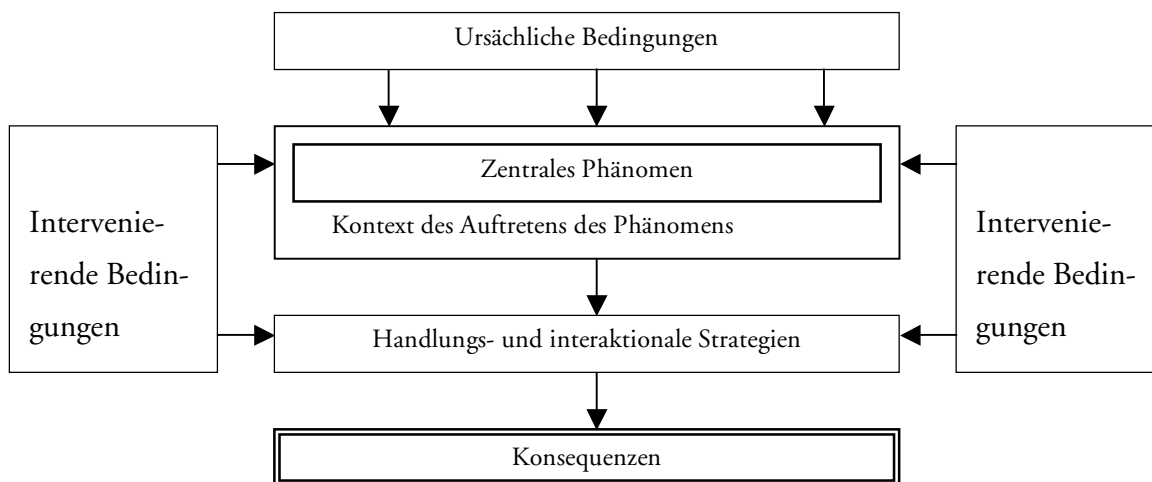 Ursächliche Bedingungen
Zentrales Phänomen
Kontext des Auftretens des Phänomens
Intervenie-
rende Bedin-
gungen
Intervenie-
rende Bedin-
gungen
Handlungs- und interaktionale Strategien
Konsequenzen